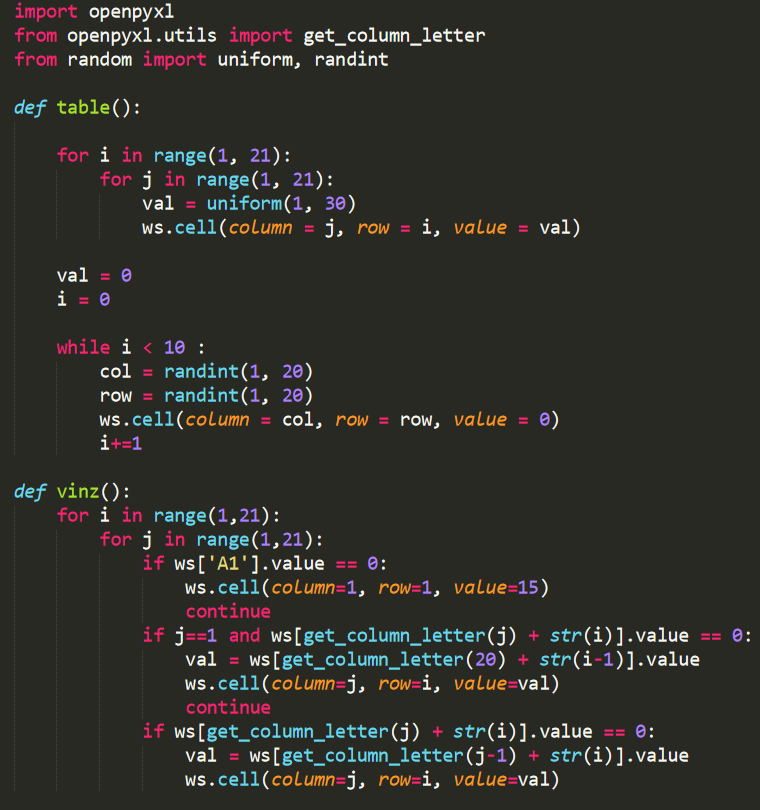 import openpyxl
from openpyxl.utils import get_column_letter
from random import uniform, randint
def table():
for i in range(1, 21):
for j in range(1, 21):
val = uniform(1, 30)
ws.cell(column = j, row = i, value = val)
val = 0
i = 0
while i < 10 :
col = randint(1, 20)
row = randint(1, 20)
ws.cell(column = col, row = row, value = 0)
i+=1
def vinz():
for i in range(1,21):
for j in range(1,21):
if ws['A1'].value == 0:
ws.cell(column=1, row=1, value=15)
continue
if j==1 and ws[get_column_letter(j) + str(i)].value == 0:
val = ws[get_column_letter(20) + str(i-1)].value
ws.cell(column=j, row=i, value=val)
continue
if ws[get_column_letter(j) + str(i)].value == 0:
val = ws[get_column_letter(j-1) + str(i)].value
ws.cell(column=j, row=i, value=val)